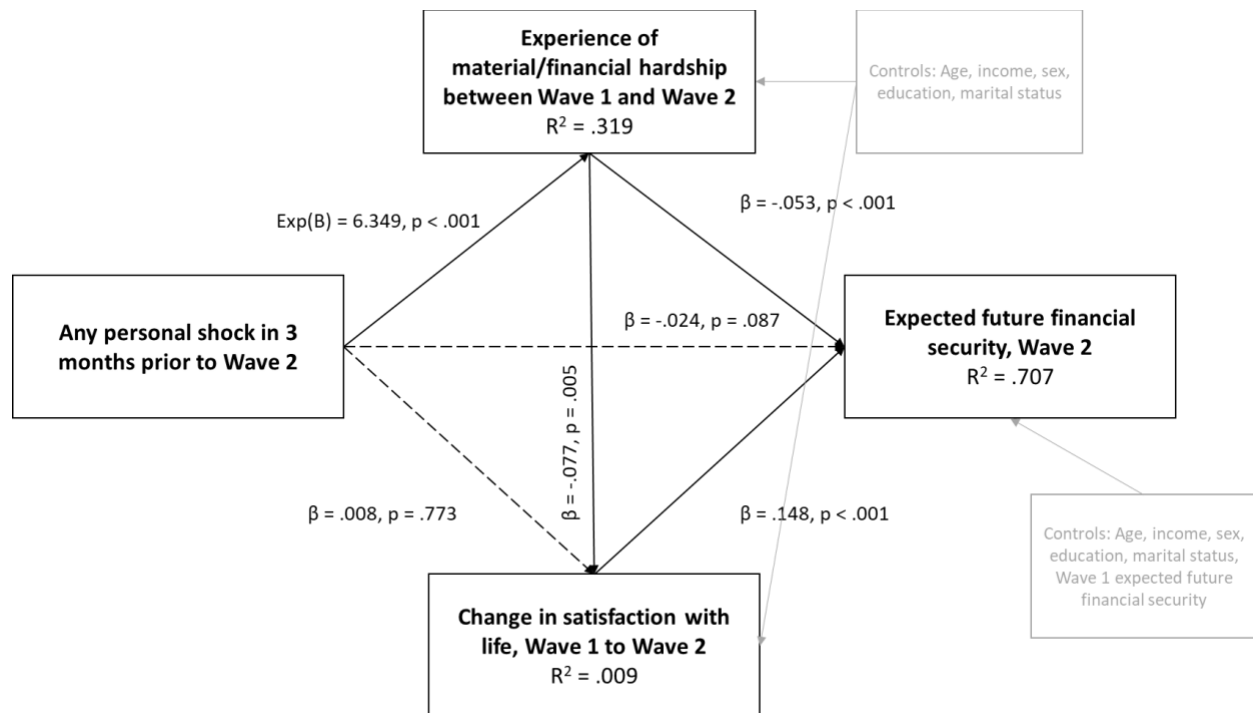 Experience of
material/financial hardship
between Wave 1 and Wave 2
R² = .319
Controls: Age, income, sex,
education, marital status
Exp(B) = 6.349, p < .001
β = -.053, p < .001
Any personal shock in 3
months prior to Wave 2
β = -.024, p = .087
Expected future financial
security, Wave 2
R² = .707
β = -.077, p = .005
β = .008, p = .773
β = .148, p < .001
Controls: Age, income, sex,
education, marital status,
Wave 1 expected future
financial security
Change in satisfaction with
life, Wave 1 to Wave 2
R² = .009